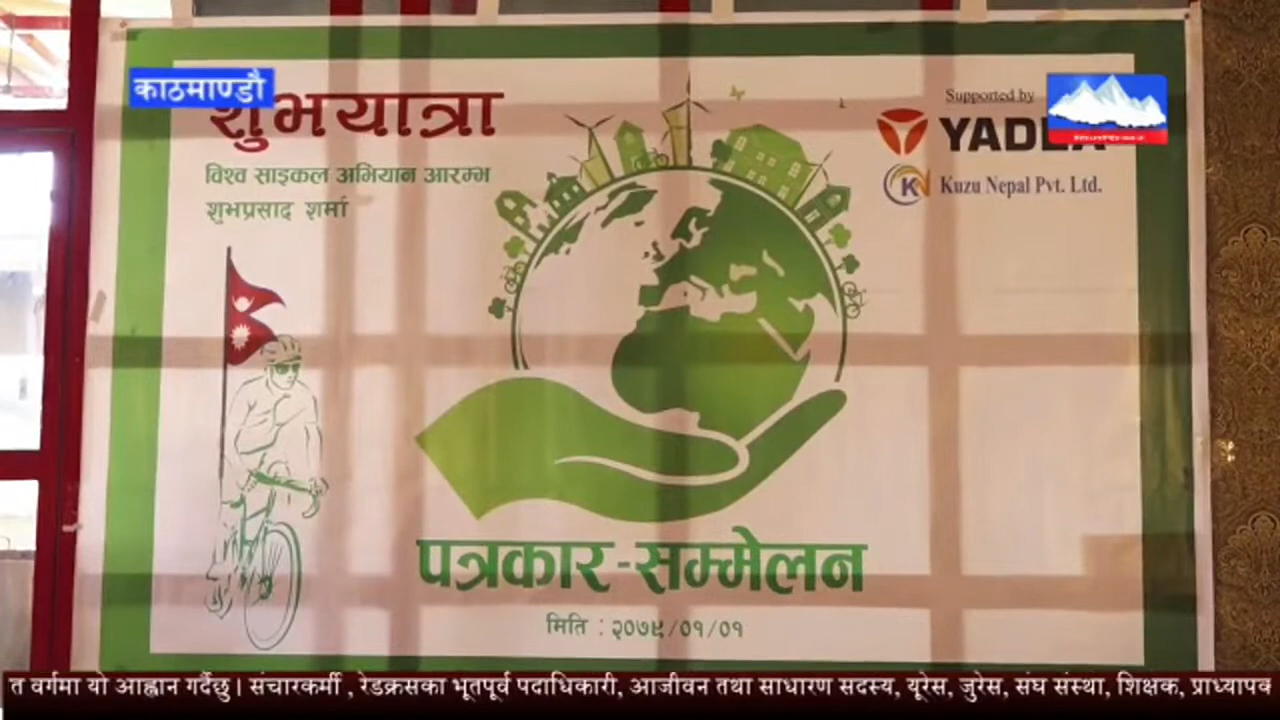 काठमाण्डौ
शुभयात्रा
विश्व साइकल अभियान आरम्भ
शुभप्रसाद शर्मा
Supported by
Kuzu Nepal Pvt. Ltd.
पत्रकार-सम्मेलन
मिति : २०७९/०१/०१
त वर्गमा यो आह्वान गर्दैछु । संचारकर्मी , रेडक्रसका भूतपूर्व पदाधिकारी, आजीवन तथा साधारण सदस्य, यूरेस, जुरेस, संघ संस्था, शिक्षक, प्राध्यापक